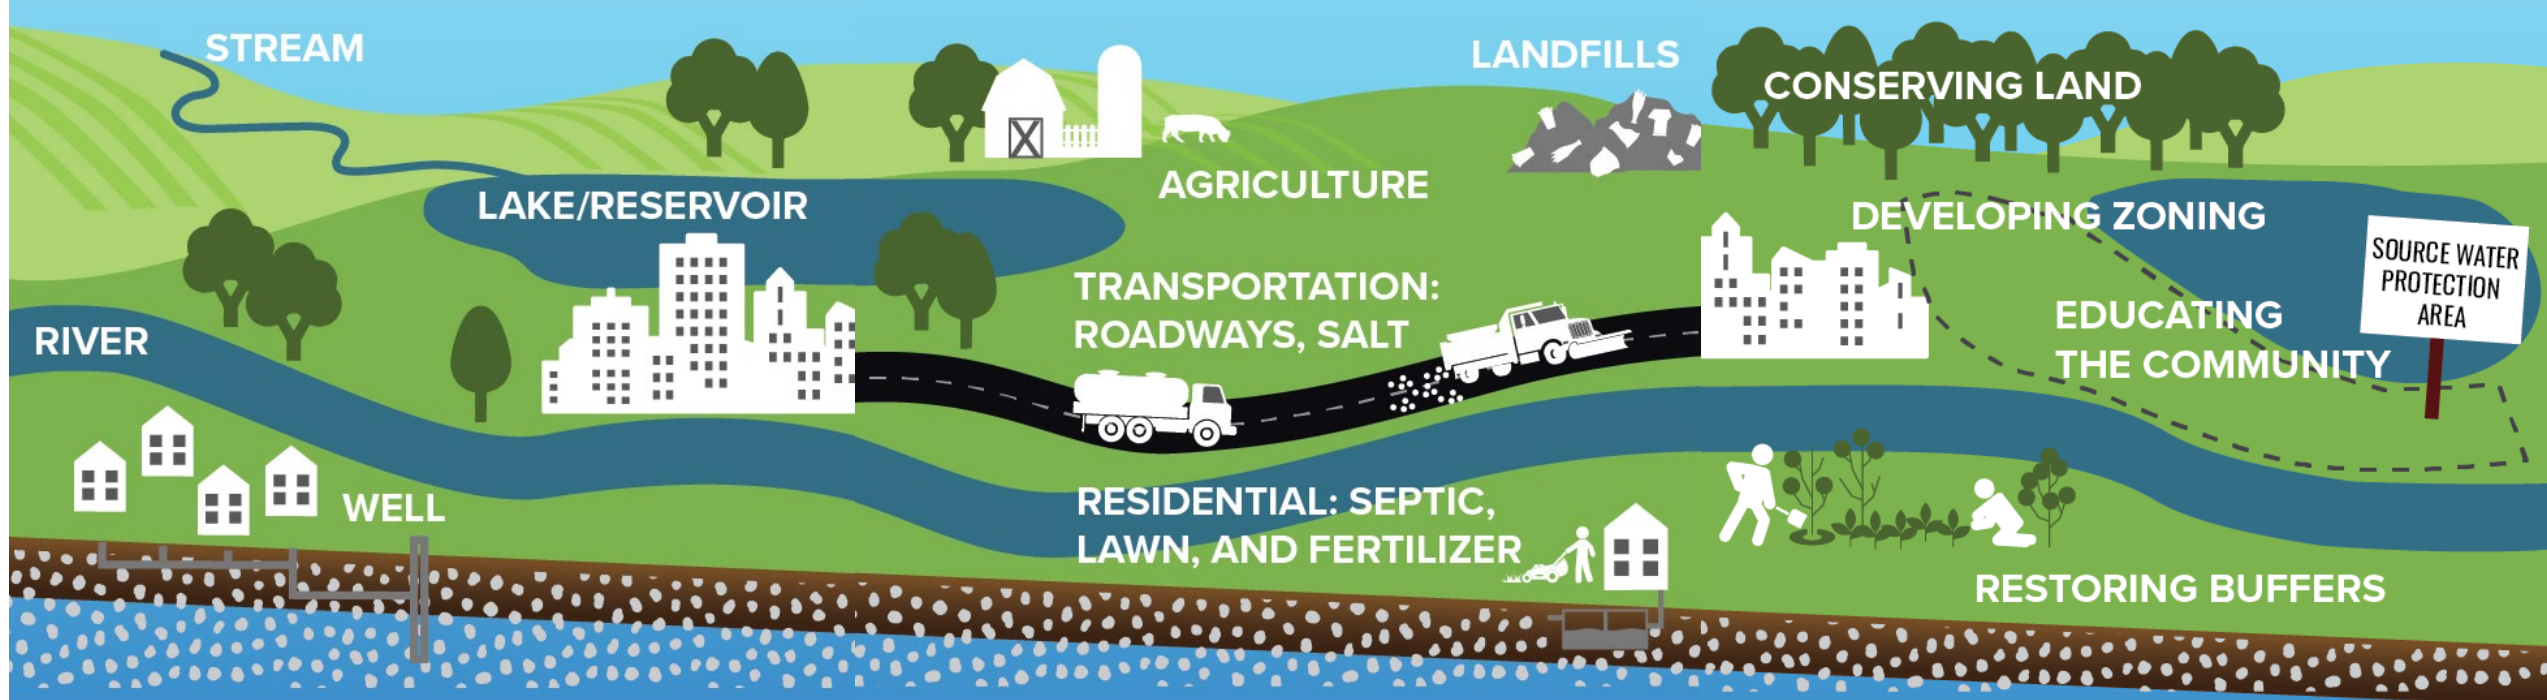 STREAM
LAKE/RESERVOIR
RIVER
WELL
AGRICULTURE
LANDFILLS
TRANSPORTATION:
ROADWAYS, SALT
RESIDENTIAL: SEPTIC,
LAWN, AND FERTILIZER
CONSERVING LAND
DEVELOPING ZONING
EDUCATING
THE COMMUNITY
SOURCE WATER
PROTECTION
AREA
RESTORING BUFFERS